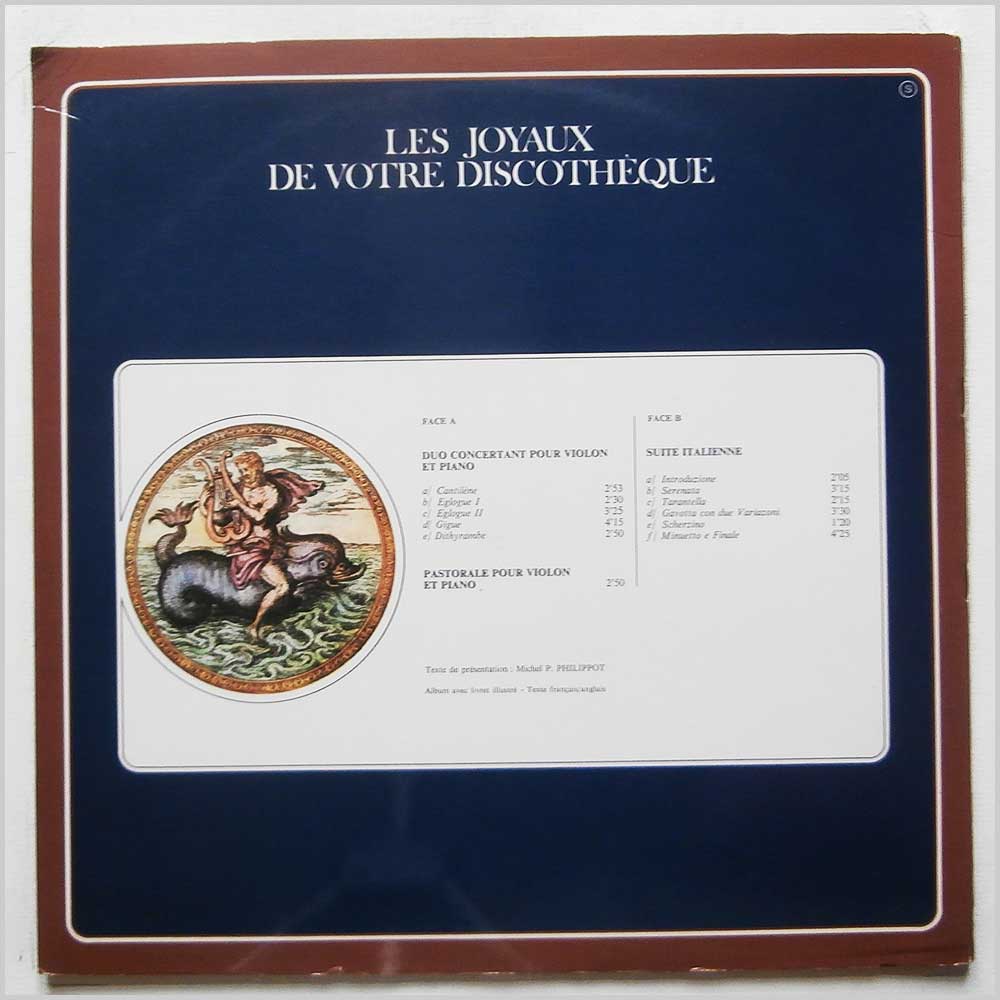 S
LES JOYAUX
DE VOTRE DISCOTHÈQUE
FACE A
DUO CONCERTANT POUR VIOLON
ET PIANO
a/ Cantilène 2'53
b/ Eglogue I 2'30
c/ Eglogue II 3'25
d/ Gigue 4'15
e/ Dithyrambe 2'50
PASTORALE POUR VIOLON
ET PIANO 2'50
FACE B
SUITE ITALIENNE
a/ Introduzione 2'05
b/ Serenata 3'15
c/ Tarantella 2'15
d/ Gavotta con due Variazoni 3'30
e/ Scherzino 1'20
f/ Minuetto e Finale 4'25
Texte de présentation : Michel P. PHILIPPOT
Album avec livret illustré - Texte français/anglais